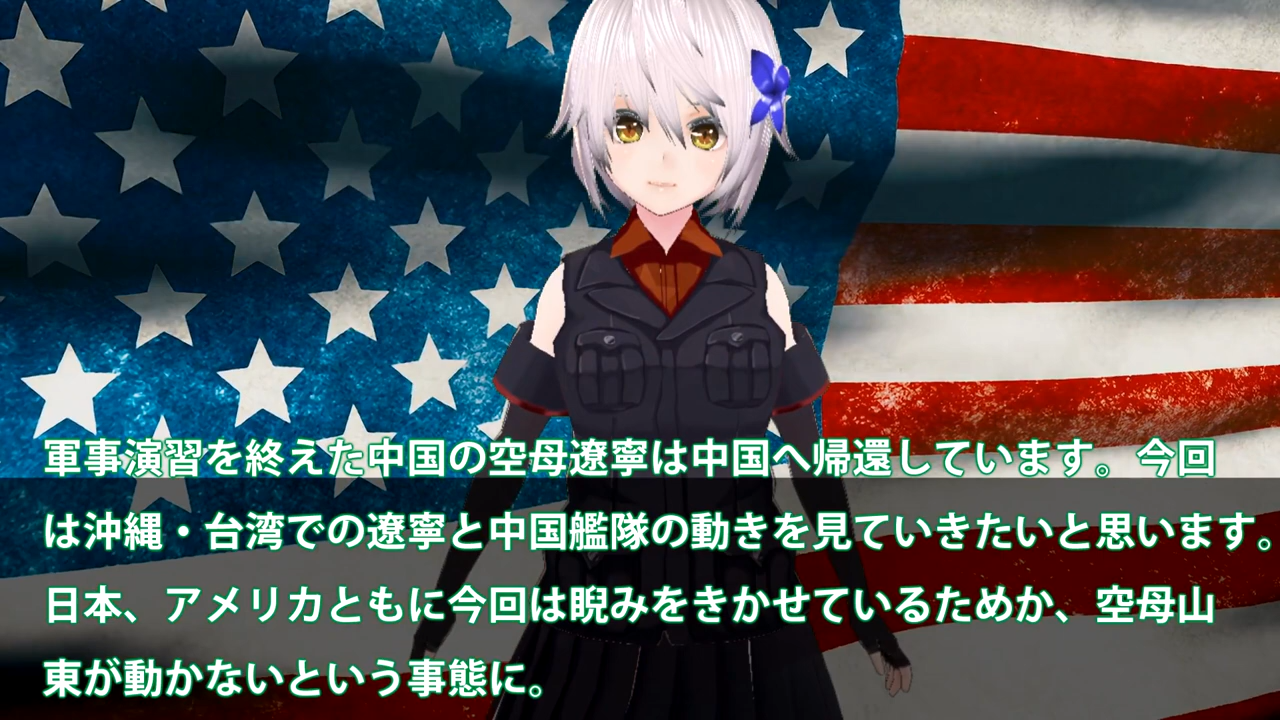 軍事演習を終えた中国の空母遼寧は中国へ帰還しています。今回
は沖縄・台湾での遼寧と中国艦隊の動きを見ていきたいと思います。
日本、アメリカともに今回は睨みをきかせているためか、空母山
東が動かないという事態に。